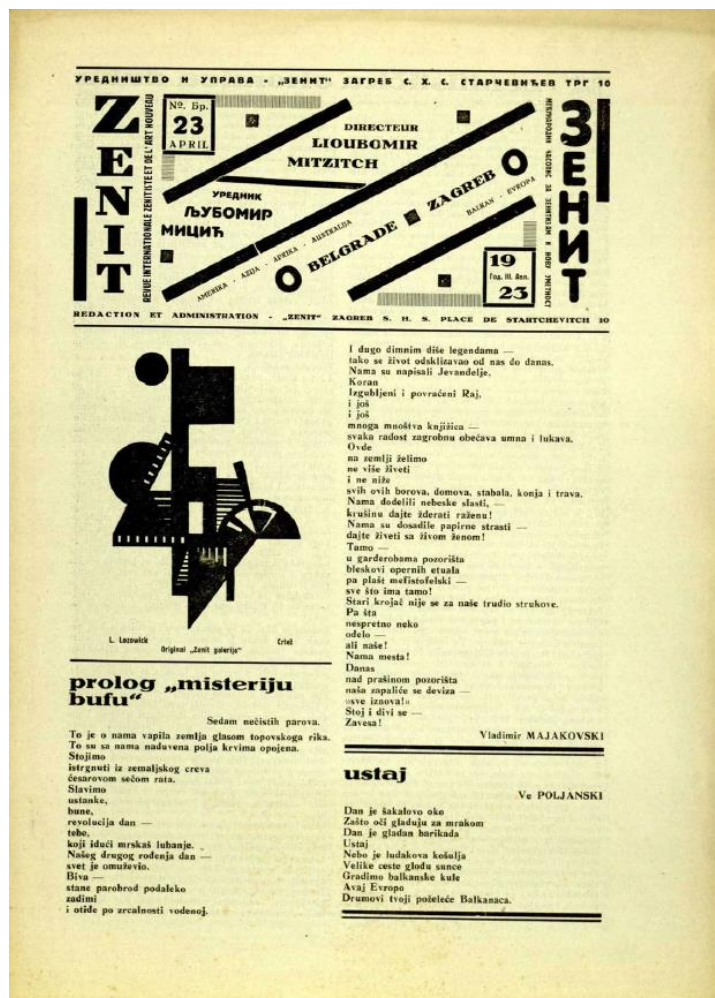 УРЕДНИШТВО И УПРАВА - „ЗЕНИТ“ ЗАГРЕБ С. Х. С. СТАРЧЕВИЋЕВ ТРГ 10
ZENIT
REVUE INTERNATIONALE ZENITISTE ET DE L'ART NOUVEAU
№. Бр.
23
APRIL
DIRECTEUR
LIOUBOMIR
MITZITCH
УРЕДНИК
ЉУБОМИР
МИЦИЋ
AMERIKA - AZIJA - AFRIKA - AUSTRALIJA
BELGRADE ZAGREB
BALKAN - EVROPA
19
Год. III.
23
МЕЂУНАРОДНИ ЧАСОПИС ЗА ЗЕНИТИЗАМ И НОВУ УМЕТНОСТ
ЗЕНИТ
REDACTION ET ADMINISTRATION - „ZENIT“ ZAGREB S. H. S. PLACE DE STARTCHEVITCH 10
L. Lozowick
Crtež
Original „Zenit galerije“
prolog „misteriju
bufu“
Sedam nečistih parova.
To je o nama vapila zemlja glasom topovskoga rika.
To su sa nama naduvena polja krvima opojena.
Stojimo
istrgnuti iz zemaljskog creva
ćesarovom sečom rata.
Slavimo
ustanke,
bune,
revolucija dan —
tebe,
koji idući mrskaš lubanje.
Našeg drugog rođenja dan —
svet je omuževio.
Biva —
stane parobrod podaleko
zadimi
i otiđe po zrcalnosti vodenoj.
I dugo dimnim diše legendama —
tako se život odsklizavao od nas do danas.
Nama su napisali Jevanđelje,
Koran
Izgubljeni i povraćeni Raj,
i još
i još
mnoga mnoštva knjižica —
svaka radost zagrobnu obećava umna i lukava.
Ovde
na zemlji želimo
ne više živeti
i ne niže
svih ovih borova, domova, stabala, konja i trava.
Nama dodelili nebeske slasti, —
krušinu dajte žderati raženu!
Nama su dosadile papirne strasti —
dajte živeti sa živom ženom!
Tamo —
u garderobama pozorišta
bleskovi opernih etuala
pa plašt mefistofelski —
sve što ima tamo!
Stari krojač nije se za naše trudio strukove.
Pa šta
nespretno neko
odelo —
ali naše!
Nama mesta!
Danas
nad prašinom pozorišta
naša zapaliće se deviza —
»sve iznova!«
Stoj i divi se —
Zavesa!
Vladimir MAJAKOVSKI
ustaj
Ve POLJANSKI
Dan je šakalovo oko
Zašto oči gladuju za mrakom
Dan je gladan barikada
Ustaj
Nebo je luđakova košulja
Velike ceste glođu sunce
Gradimo balkanske kule
Avaj Evropo
Drumovi tvoji poželeće Balkanaca.